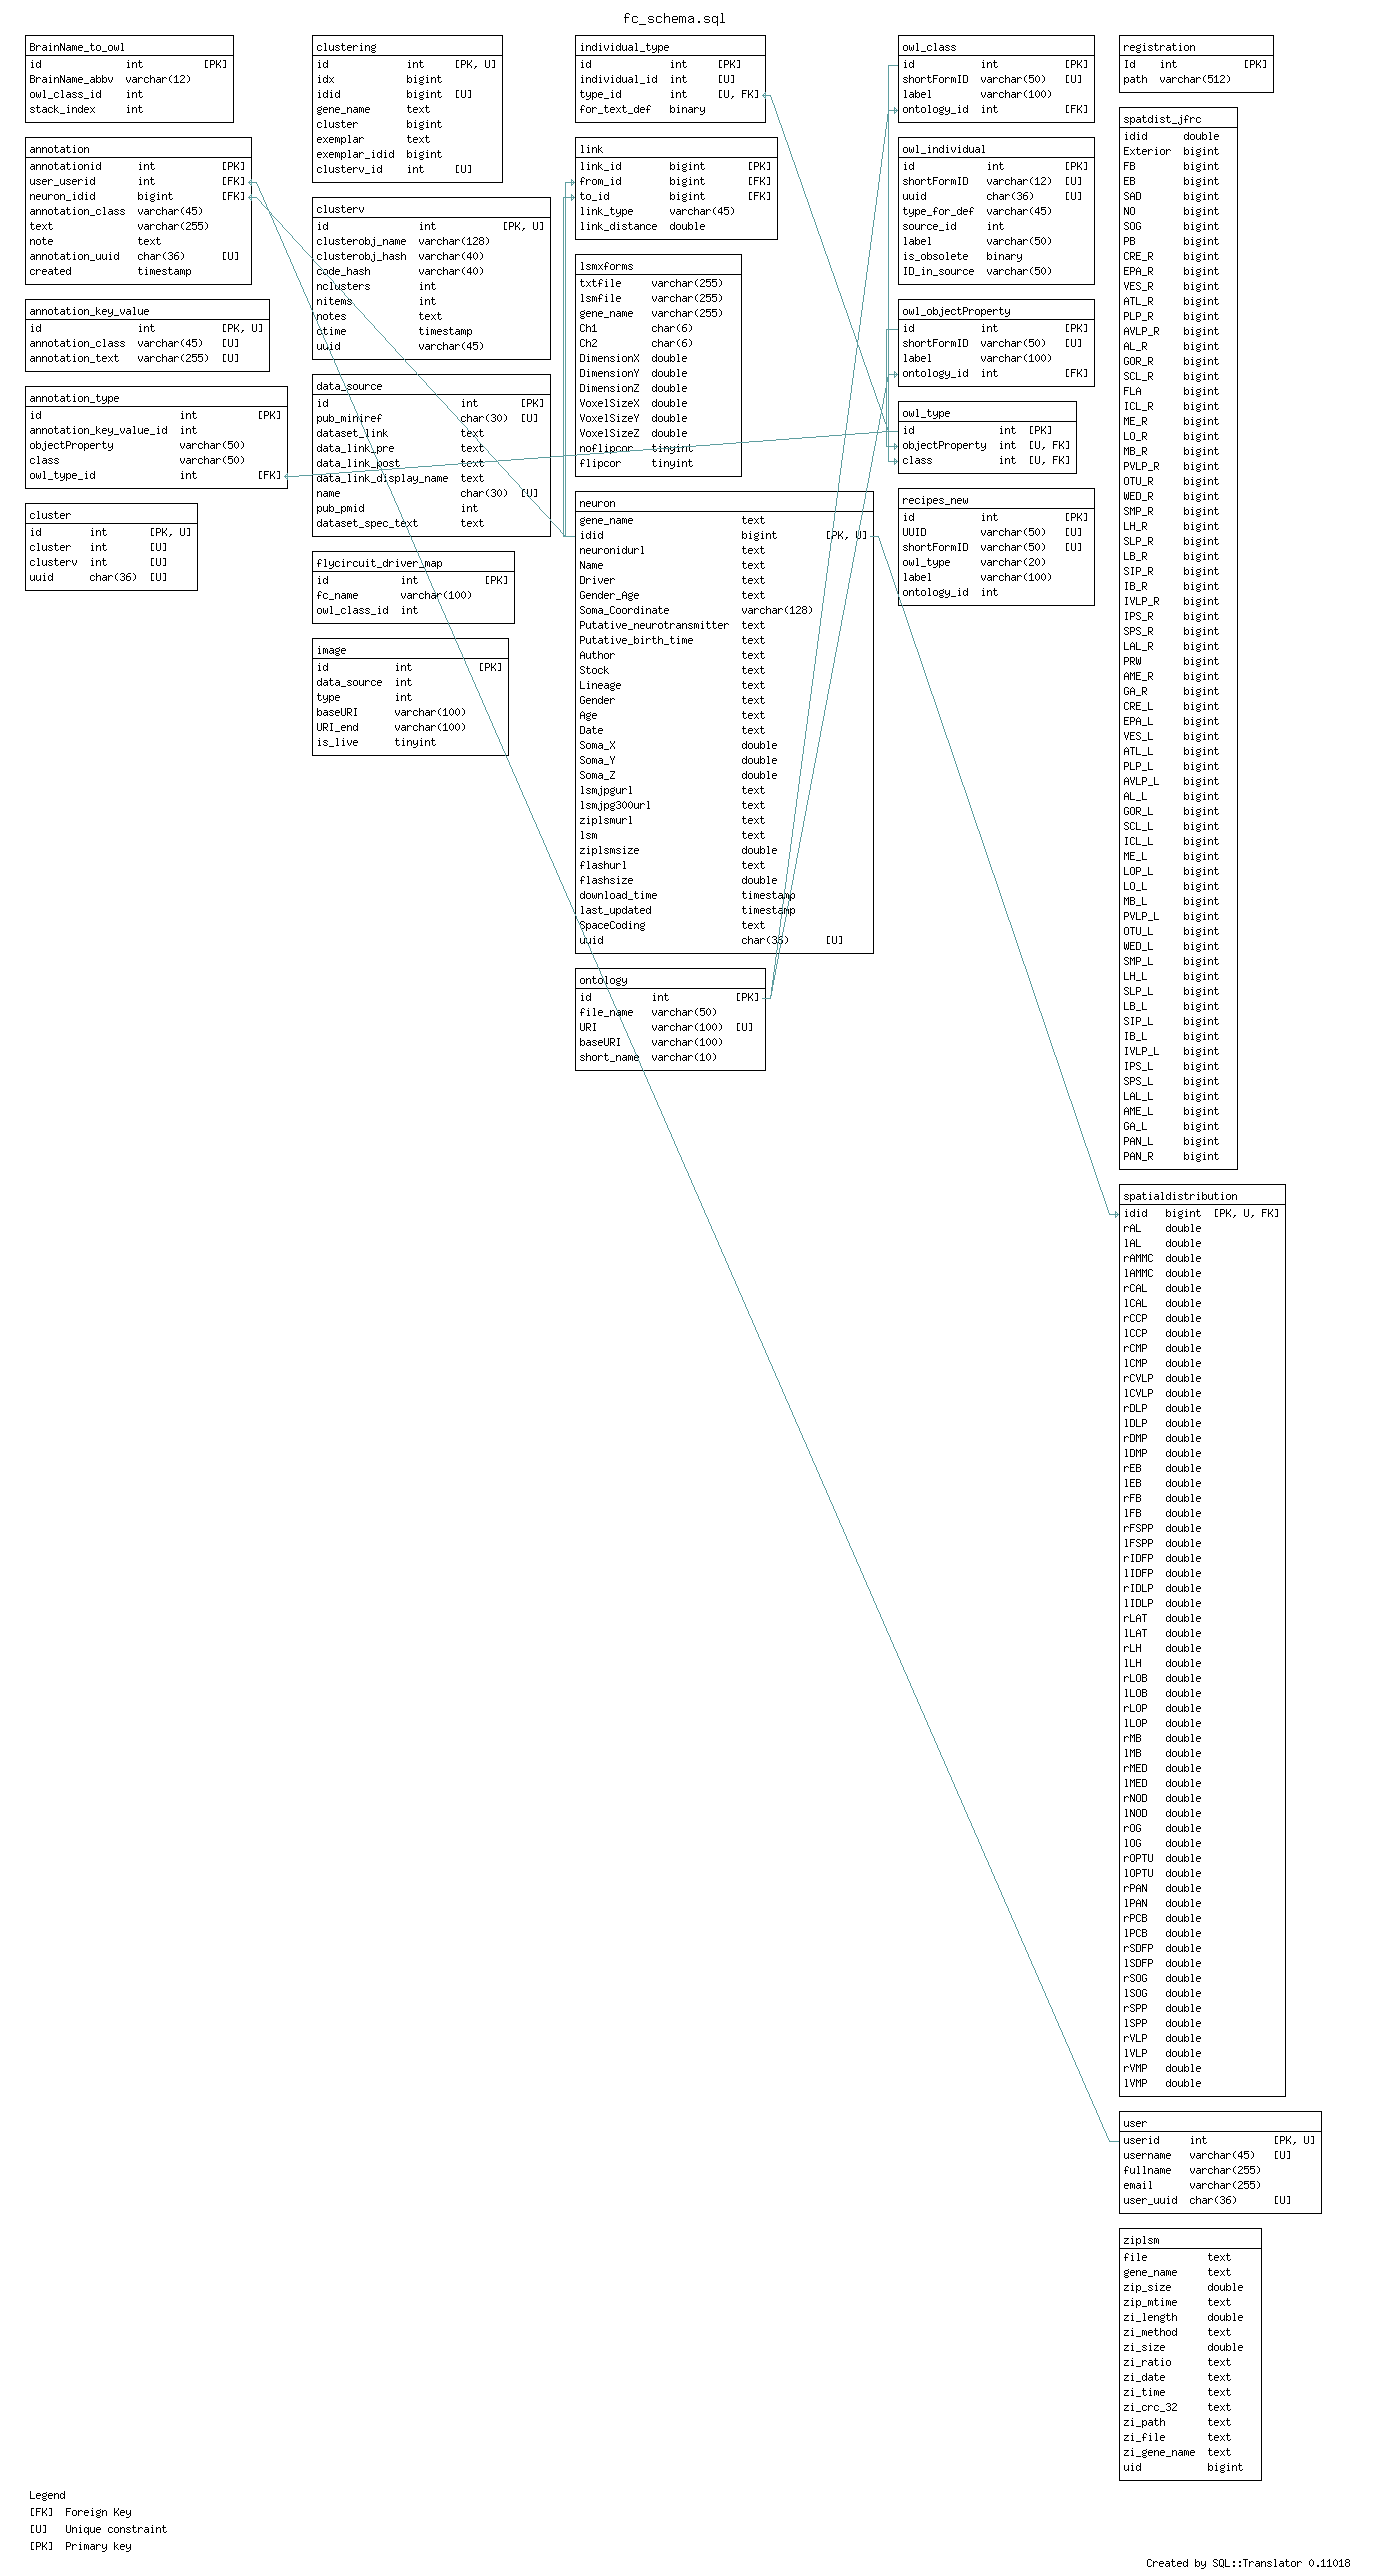 fc_schema.sql
BrainName_to_owl
id int [PK]
BrainName_abbv varchar(12)
owl_class_id int
stack_index int
annotation
annotationid int [PK]
user_userid int [FK]
neuron_idid bigint [FK]
annotation_class varchar(45)
text varchar(255)
note text
annotation_uuid char(36) [U]
created timestamp
annotation_key_value
id int [PK, U]
annotation_class varchar(45) [U]
annotation_text varchar(255) [U]
annotation_type
id int [PK]
annotation_key_value_id int
objectProperty varchar(50)
class varchar(50)
owl_type_id int [FK]
cluster
id int [PK, U]
cluster int [U]
clusterv int [U]
uuid char(36) [U]
clustering
id int [PK, U]
idx bigint
idid bigint [U]
gene_name text
cluster bigint
exemplar text
exemplar_idid bigint
clusterv_id int [U]
clusterv
id int [PK, U]
clusterobj_name varchar(128)
clusterobj_hash varchar(40)
code_hash varchar(40)
nclusters int
nitems int
notes text
ctime timestamp
uuid varchar(45)
data_source
id int [PK]
pub_miniref char(30) [U]
dataset_link text
data_link_pre text
data_link_post text
data_link_display_name text
name char(30) [U]
pub_pmid int
dataset_spec_text text
flycircuit_driver_map
id int [PK]
fc_name varchar(100)
owl_class_id int
image
id int [PK]
data_source int
type int
baseURI varchar(100)
URI_end varchar(100)
is_live tinyint
individual_type
id int [PK]
individual_id int [U]
type_id int [U, FK]
for_text_def binary
link
link_id bigint [PK]
from_id bigint [FK]
to_id bigint [FK]
link_type varchar(45)
link_distance double
lsmxforms
txtfile varchar(255)
lsmfile varchar(255)
gene_name varchar(255)
Ch1 char(6)
Ch2 char(6)
DimensionX double
DimensionY double
DimensionZ double
VoxelSizeX double
VoxelSizeY double
VoxelSizeZ double
noflipcor tinyint
flipcor tinyint
neuron
gene_name text
idid bigint [PK, U]
neuronidurl text
Name text
Driver text
Gender_Age text
Soma_Coordinate varchar(128)
Putative_neurotransmitter text
Putative_birth_time text
Author text
Stock text
Lineage text
Gender text
Age text
Date text
Soma_X double
Soma_Y double
Soma_Z double
lsmjpgurl text
lsmjpg300url text
ziplsmurl text
lsm text
ziplsmsize double
flashurl text
flashsize double
download_time timestamp
last_updated timestamp
SpaceCoding text
uuid char(36) [U]
ontology
id int [PK]
file_name varchar(50)
URI varchar(100) [U]
baseURI varchar(100)
short_name varchar(10)
owl_class
id int [PK]
shortFormID varchar(50) [U]
label varchar(100)
ontology_id int [FK]
owl_individual
id int [PK]
shortFormID varchar(12) [U]
uuid char(36) [U]
type_for_def varchar(45)
source_id int
label varchar(50)
is_obsolete binary
ID_in_source varchar(50)
owl_objectProperty
id int [PK]
shortFormID varchar(50) [U]
label varchar(100)
ontology_id int [FK]
owl_type
id int [PK]
objectProperty int [U, FK]
class int [U, FK]
recipes_new
id int [PK]
UUID varchar(50) [U]
shortFormID varchar(50) [U]
owl_type varchar(20)
label varchar(100)
ontology_id int
registration
Id int [PK]
path varchar(512)
spatdist_jfrc
idid double
Exterior bigint
FB bigint
EB bigint
SAD bigint
NO bigint
SOG bigint
PB bigint
CRE_R bigint
EPA_R bigint
VES_R bigint
ATL_R bigint
PLP_R bigint
AVLP_R bigint
AL_R bigint
GOR_R bigint
SCL_R bigint
FLA bigint
ICL_R bigint
ME_R bigint
LO_R bigint
MB_R bigint
PVLP_R bigint
OTU_R bigint
WED_R bigint
SMP_R bigint
LH_R bigint
SLP_R bigint
LB_R bigint
SIP_R bigint
IB_R bigint
IVLP_R bigint
IPS_R bigint
SPS_R bigint
LAL_R bigint
PRW bigint
AME_R bigint
GA_R bigint
CRE_L bigint
EPA_L bigint
VES_L bigint
ATL_L bigint
PLP_L bigint
AVLP_L bigint
AL_L bigint
GOR_L bigint
SCL_L bigint
ICL_L bigint
ME_L bigint
LOP_L bigint
LO_L bigint
MB_L bigint
PVLP_L bigint
OTU_L bigint
WED_L bigint
SMP_L bigint
LH_L bigint
SLP_L bigint
LB_L bigint
SIP_L bigint
IB_L bigint
IVLP_L bigint
IPS_L bigint
SPS_L bigint
LAL_L bigint
AME_L bigint
GA_L bigint
PAN_L bigint
PAN_R bigint
spatialdistribution
idid bigint [PK, U, FK]
rAL double
lAL double
rAMMC double
lAMMC double
rCAL double
lCAL double
rCCP double
lCCP double
rCMP double
lCMP double
rCVLP double
lCVLP double
rDLP double
lDLP double
rDMP double
lDMP double
rEB double
lEB double
rFB double
lFB double
rFSPP double
lFSPP double
rIDFP double
lIDFP double
rIDLP double
lIDLP double
rLAT double
lLAT double
rLH double
lLH double
rLOB double
lLOB double
rLOP double
lLOP double
rMB double
lMB double
rMED double
lMED double
rNOD double
lNOD double
rOG double
lOG double
rOPTU double
lOPTU double
rPAN double
lPAN double
rPCB double
lPCB double
rSDFP double
lSDFP double
rSOG double
lSOG double
rSPP double
lSPP double
rVLP double
lVLP double
rVMP double
lVMP double
user
userid int [PK, U]
username varchar(45) [U]
fullname varchar(255)
email varchar(255)
user_uuid char(36) [U]
ziplsm
file text
gene_name text
zip_size double
zip_mtime text
zi_length double
zi_method text
zi_size double
zi_ratio text
zi_date text
zi_time text
zi_crc_32 text
zi_path text
zi_file text
zi_gene_name text
uid bigint
Legend
[FK] Foreign Key
[U] Unique constraint
[PK] Primary key
Created by SQL::Translator 0.11018